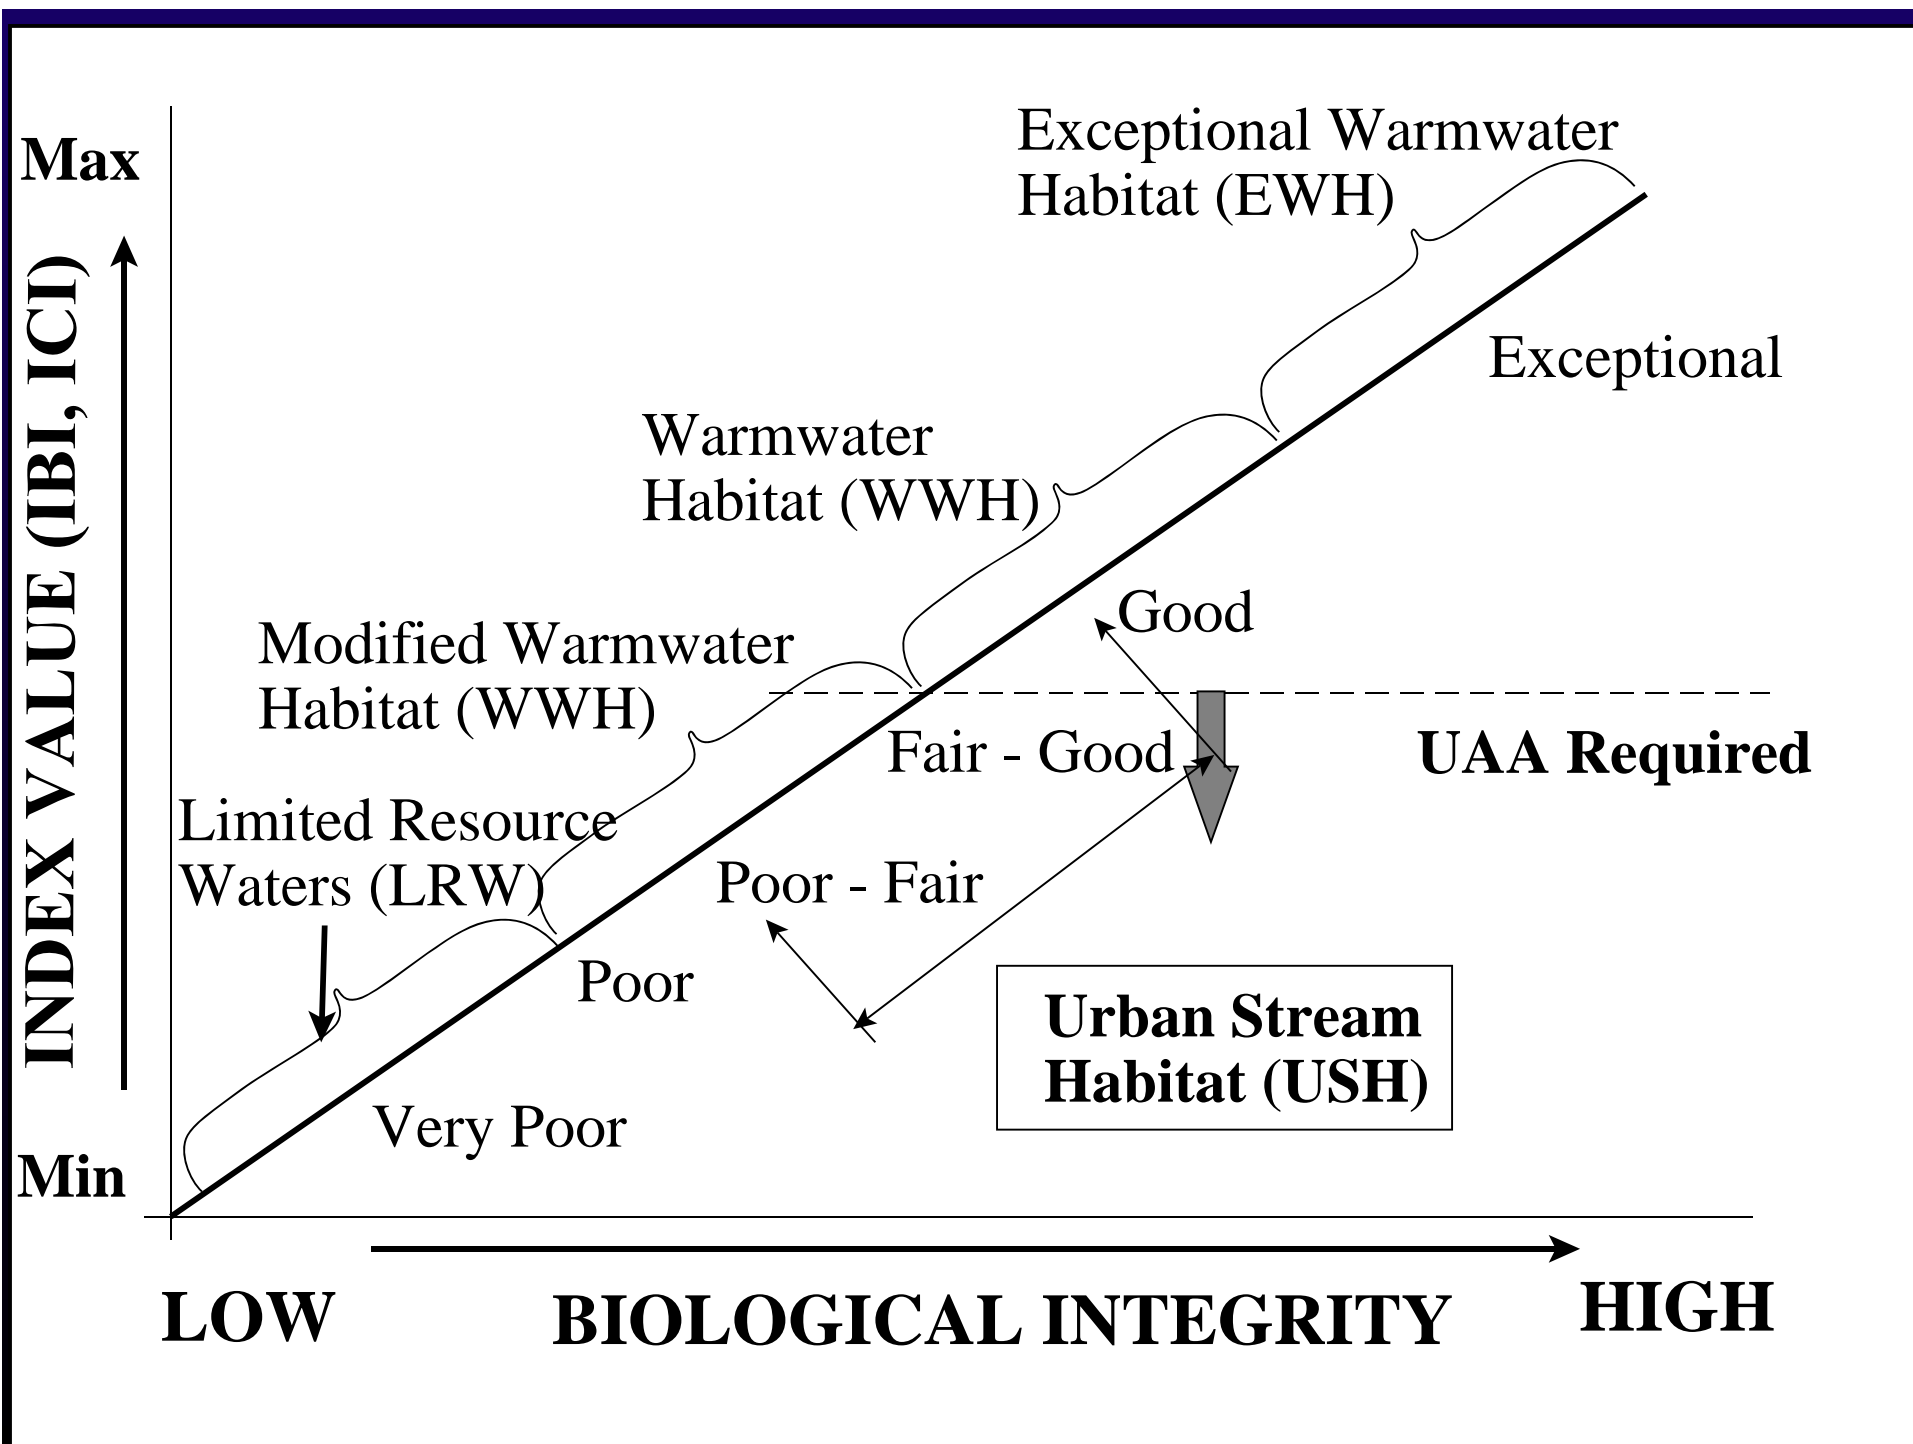 Exceptional Warmwater
Habitat (EWH)
Max
INDEX VALUE (IBI, ICI)
Exceptional
Warmwater
Habitat (WWH)
Good
Modified Warmwater
Habitat (WWH)
Fair - Good
UAA Required
Limited Resource
Waters (LRW)
Poor - Fair
Poor
Urban Stream
Habitat (USH)
Very Poor
Min
LOW
BIOLOGICAL INTEGRITY
HIGH